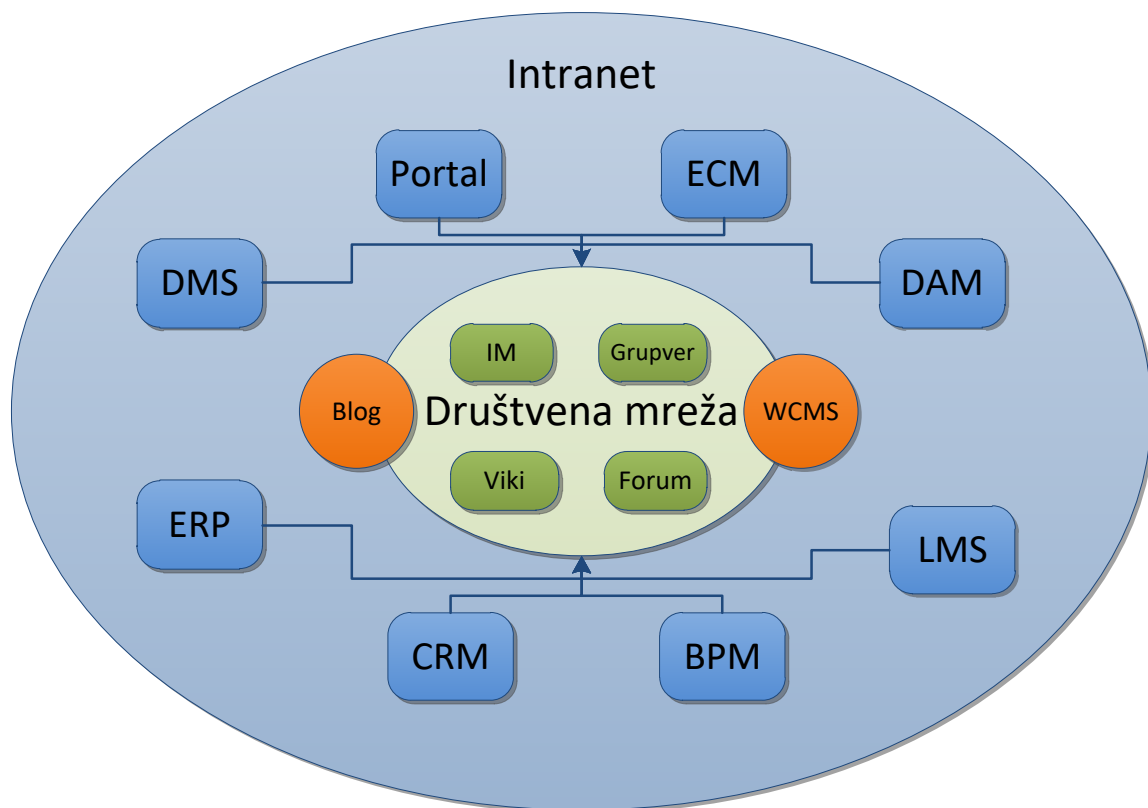 Intranet
Portal
ECM
DMS
DAM
IM
Grupver
Blog
Društvena mreža
WCMS
Viki
Forum
ERP
LMS
CRM
BPM